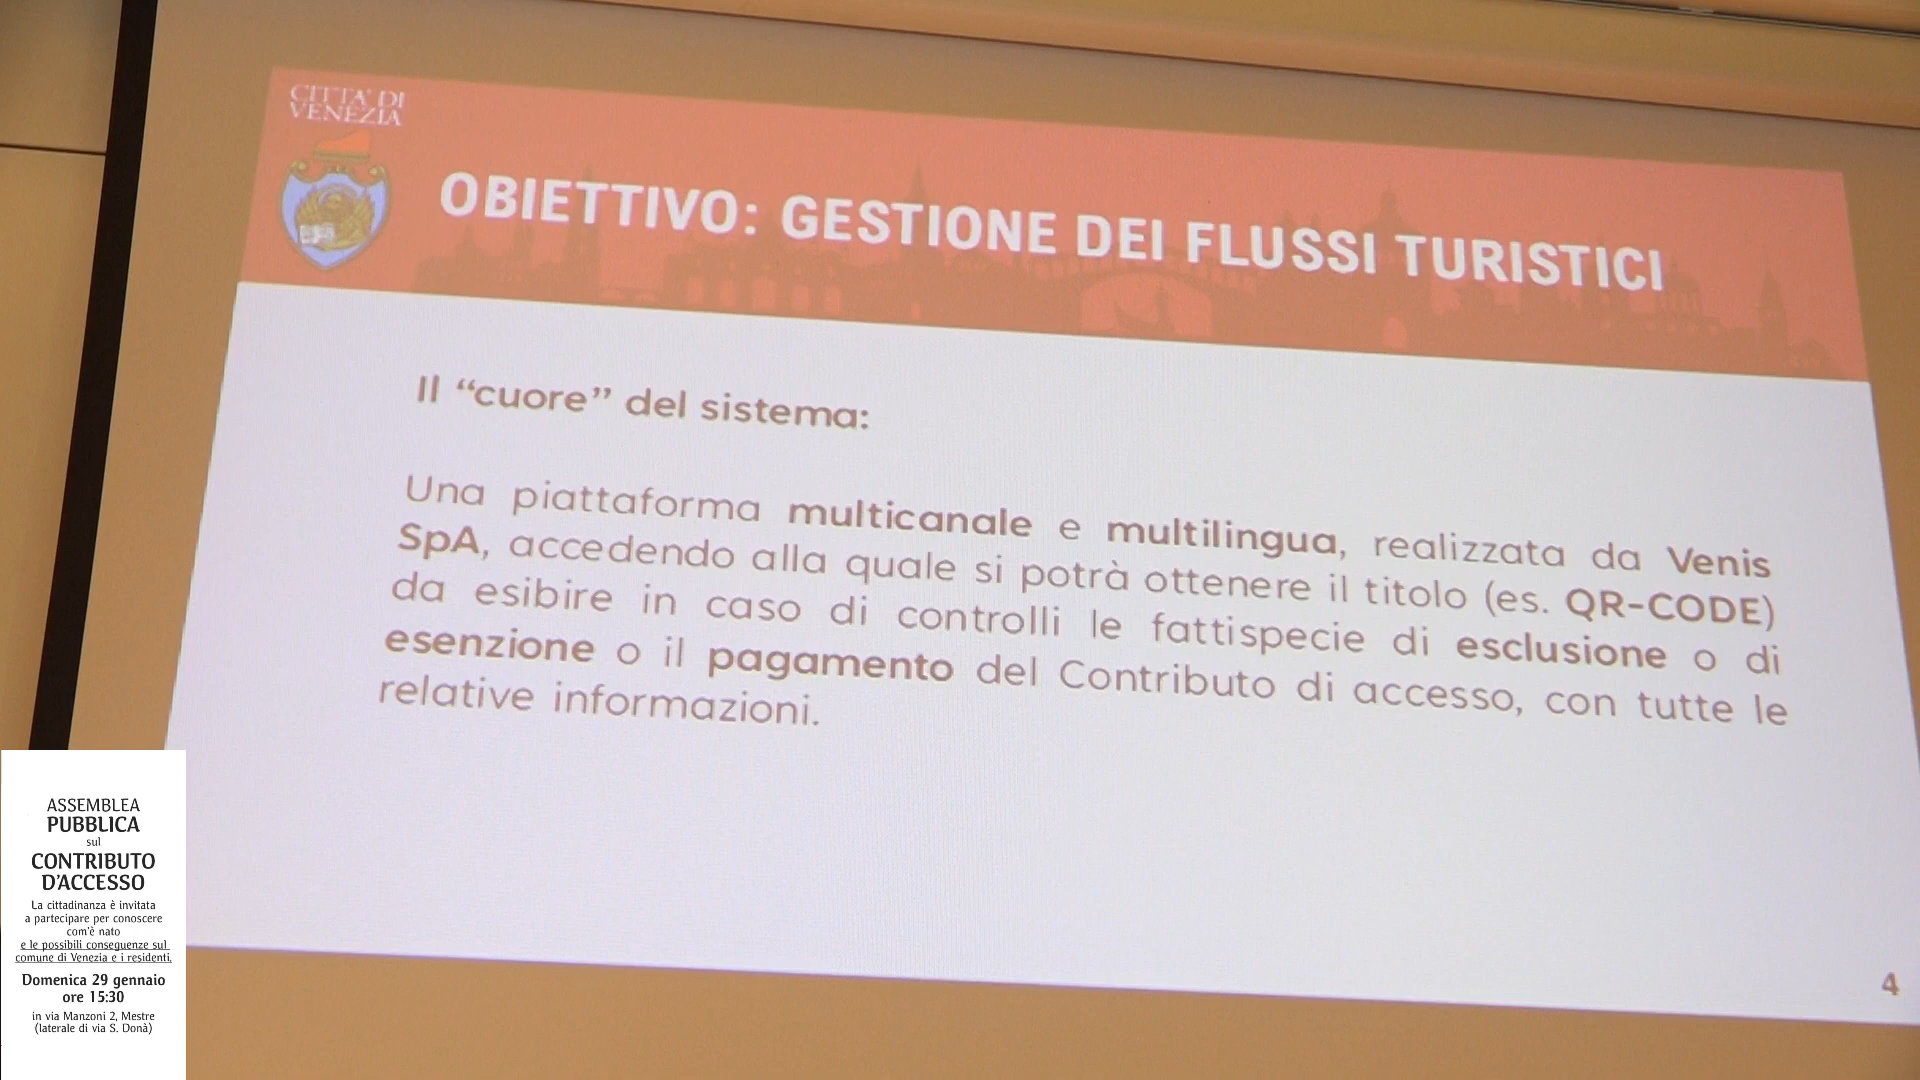 CITTA' DI
VENEZIA
OBIETTIVO: GESTIONE DEI FLUSSI TURISTICI
Il “cuore” del sistema:
Una piattaforma multicanale e multilingua, realizzata da Venis
SpA, accedendo alla quale si potrà ottenere il titolo (es. QR-CODE)
da esibire in caso di controlli le fattispecie di esclusione o di
esenzione o il pagamento del Contributo di accesso, con tutte le
relative informazioni.
4
ASSEMBLEA
PUBBLICA
sul
CONTRIBUTO
D'ACCESSO
La cittadinanza è invitata
a partecipare per conoscere
com'è nato
e le possibili conseguenze sul
comune di Venezia e i residenti.
Domenica 29 gennaio
ore 15:30
in via Manzoni 2, Mestre
(laterale di via S. Donà)